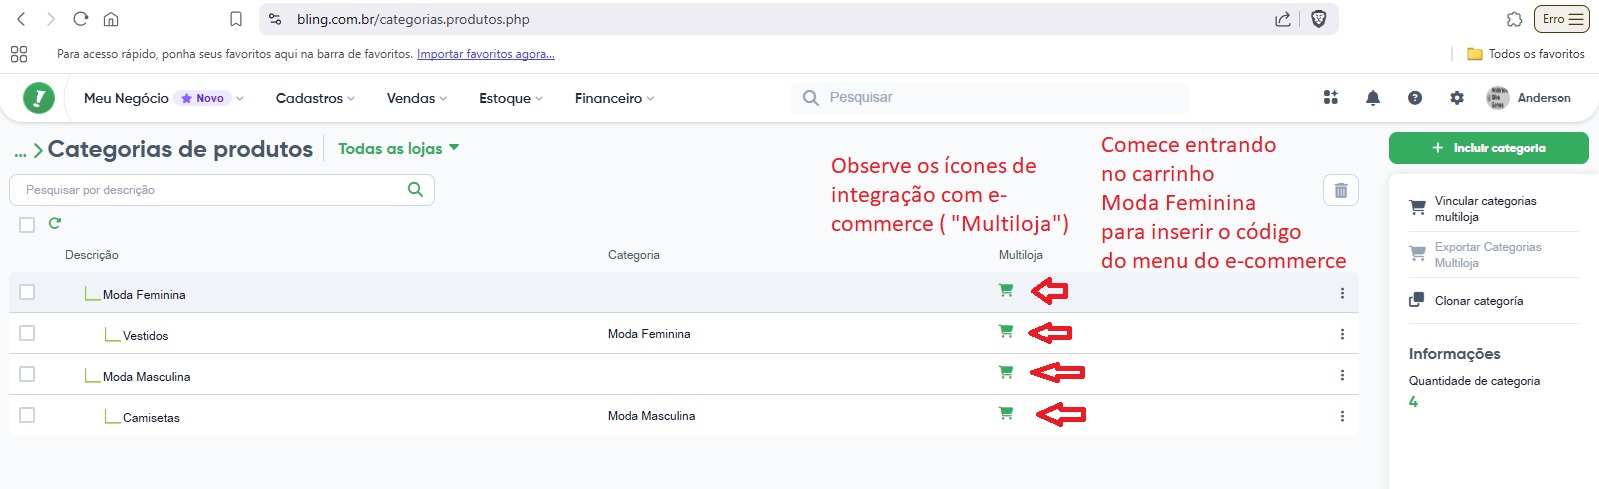 bling.com.br/categorias.produtos.php
Erro
Para acesso rápido, ponha seus favoritos aqui na barra de favoritos. Importar favoritos agora...
Todos os favoritos
Meu Negócio Novo
Cadastros
Vendas
Estoque
Financeiro
Pesquisar
Anderson
... > Categorias de produtos
Todas as lojas
Pesquisar por descrição
Observe os ícones de
integração com e-
commerce ( "Multiloja")
Comece entrando
no carrinho
Moda Feminina
para inserir o código
do menu do e-commerce
+ Incluir categoria
Vincular categorias
multiloja
Exportar Categorias
Multiloja
Clonar categoría
Informações
Quantidade de categoria
4
Descrição Categoria Multiloja
Moda Feminina
Vestidos Moda Feminina
Moda Masculina
Camisetas Moda Masculina